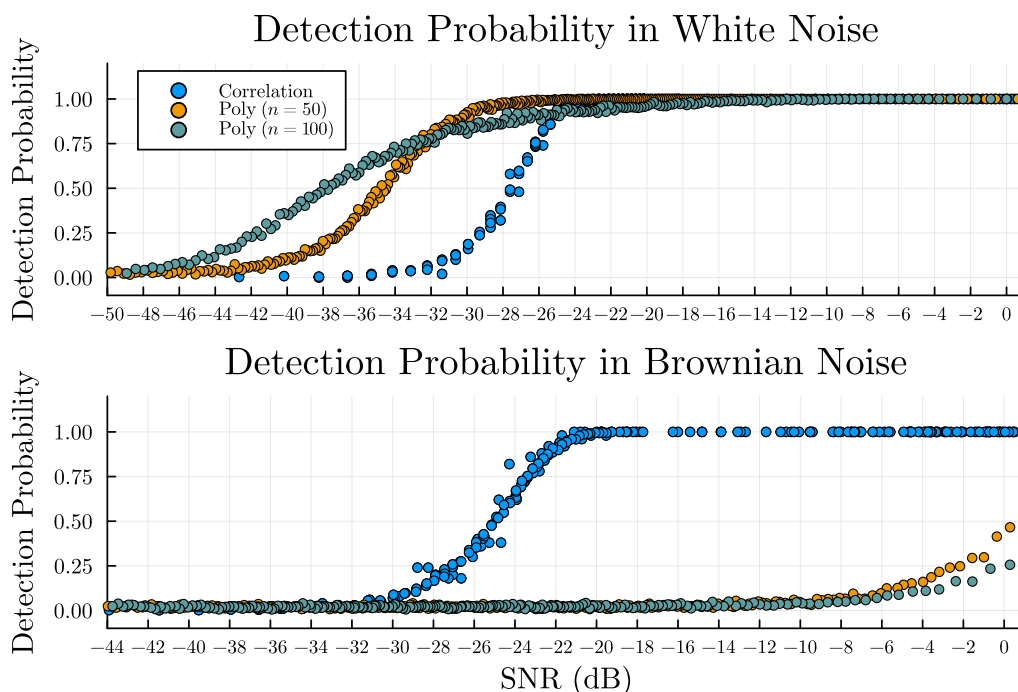 Detection Probability in White Noise
Detection Probability
1.00
0.75
0.50
0.25
0.00
Correlation
Poly (n = 50)
Poly (n = 100)
−50 −48 −46 −44 −42 −40 −38 −36 −34 −32 −30 −28 −26 −24 −22 −20 −18 −16 −14 −12 −10 −8 −6 −4 −2 0
Detection Probability in Brownian Noise
Detection Probability
1.00
0.75
0.50
0.25
0.00
−44 −42 −40 −38 −36 −34 −32 −30 −28 −26 −24 −22 −20 −18 −16 −14 −12 −10 −8 −6 −4 −2 0
SNR (dB)